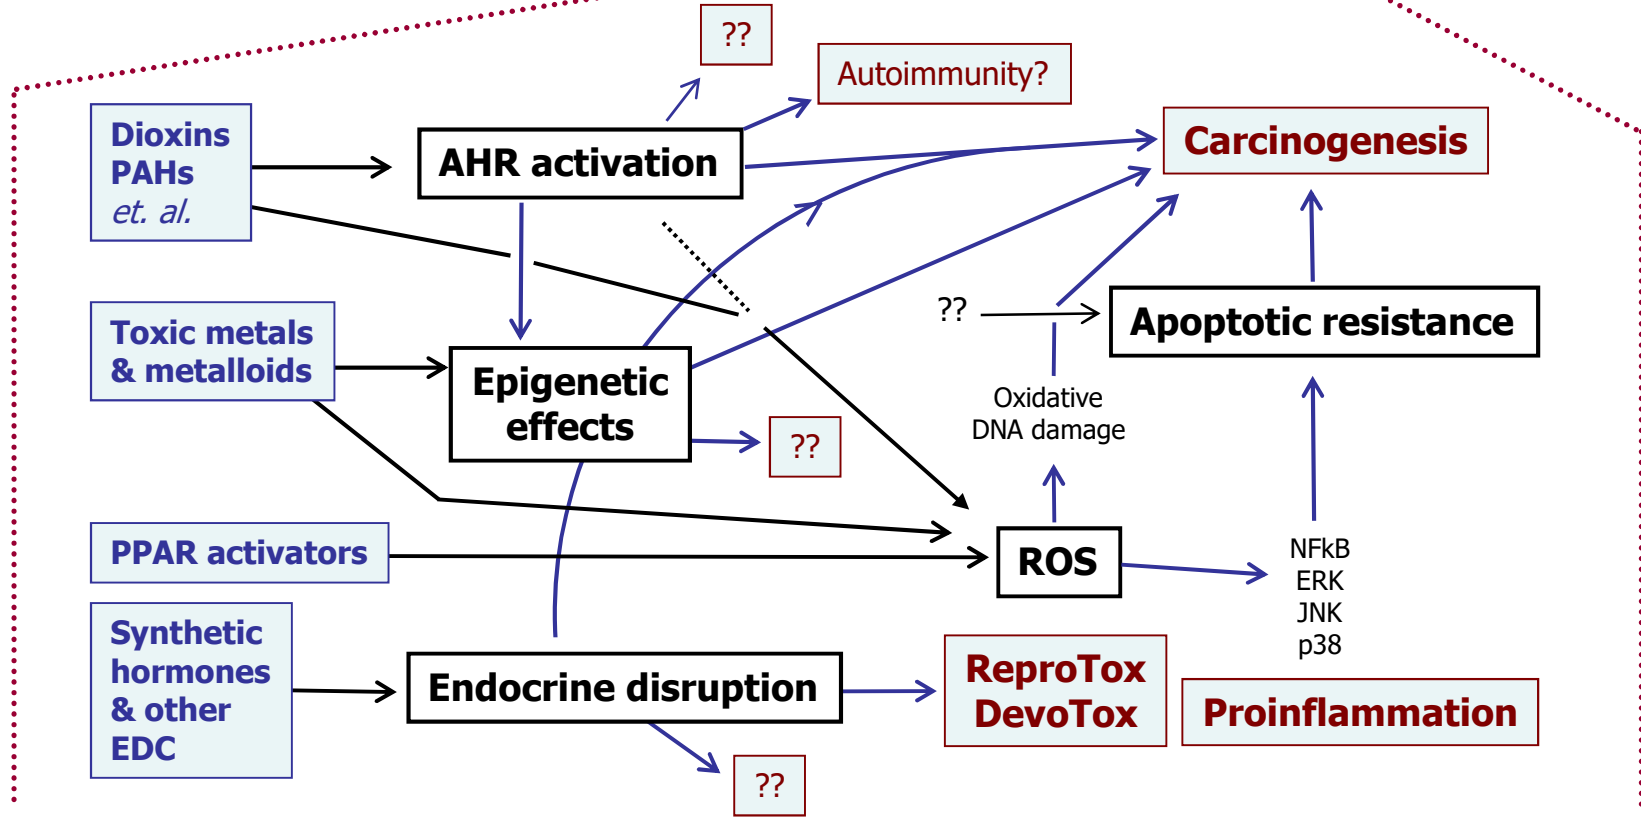 ??
Autoimmunity?
Dioxins
PAHs
et. al.
AHR activation
Carcinogenesis
Toxic metals
& metalloids
??
Apoptotic resistance
Epigenetic
effects
Oxidative
DNA damage
??
PPAR activators
ROS
NFkB
ERK
JNK
p38
Synthetic
hormones
& other
EDC
Endocrine disruption
ReproTox
DevoTox
Proinflammation
??